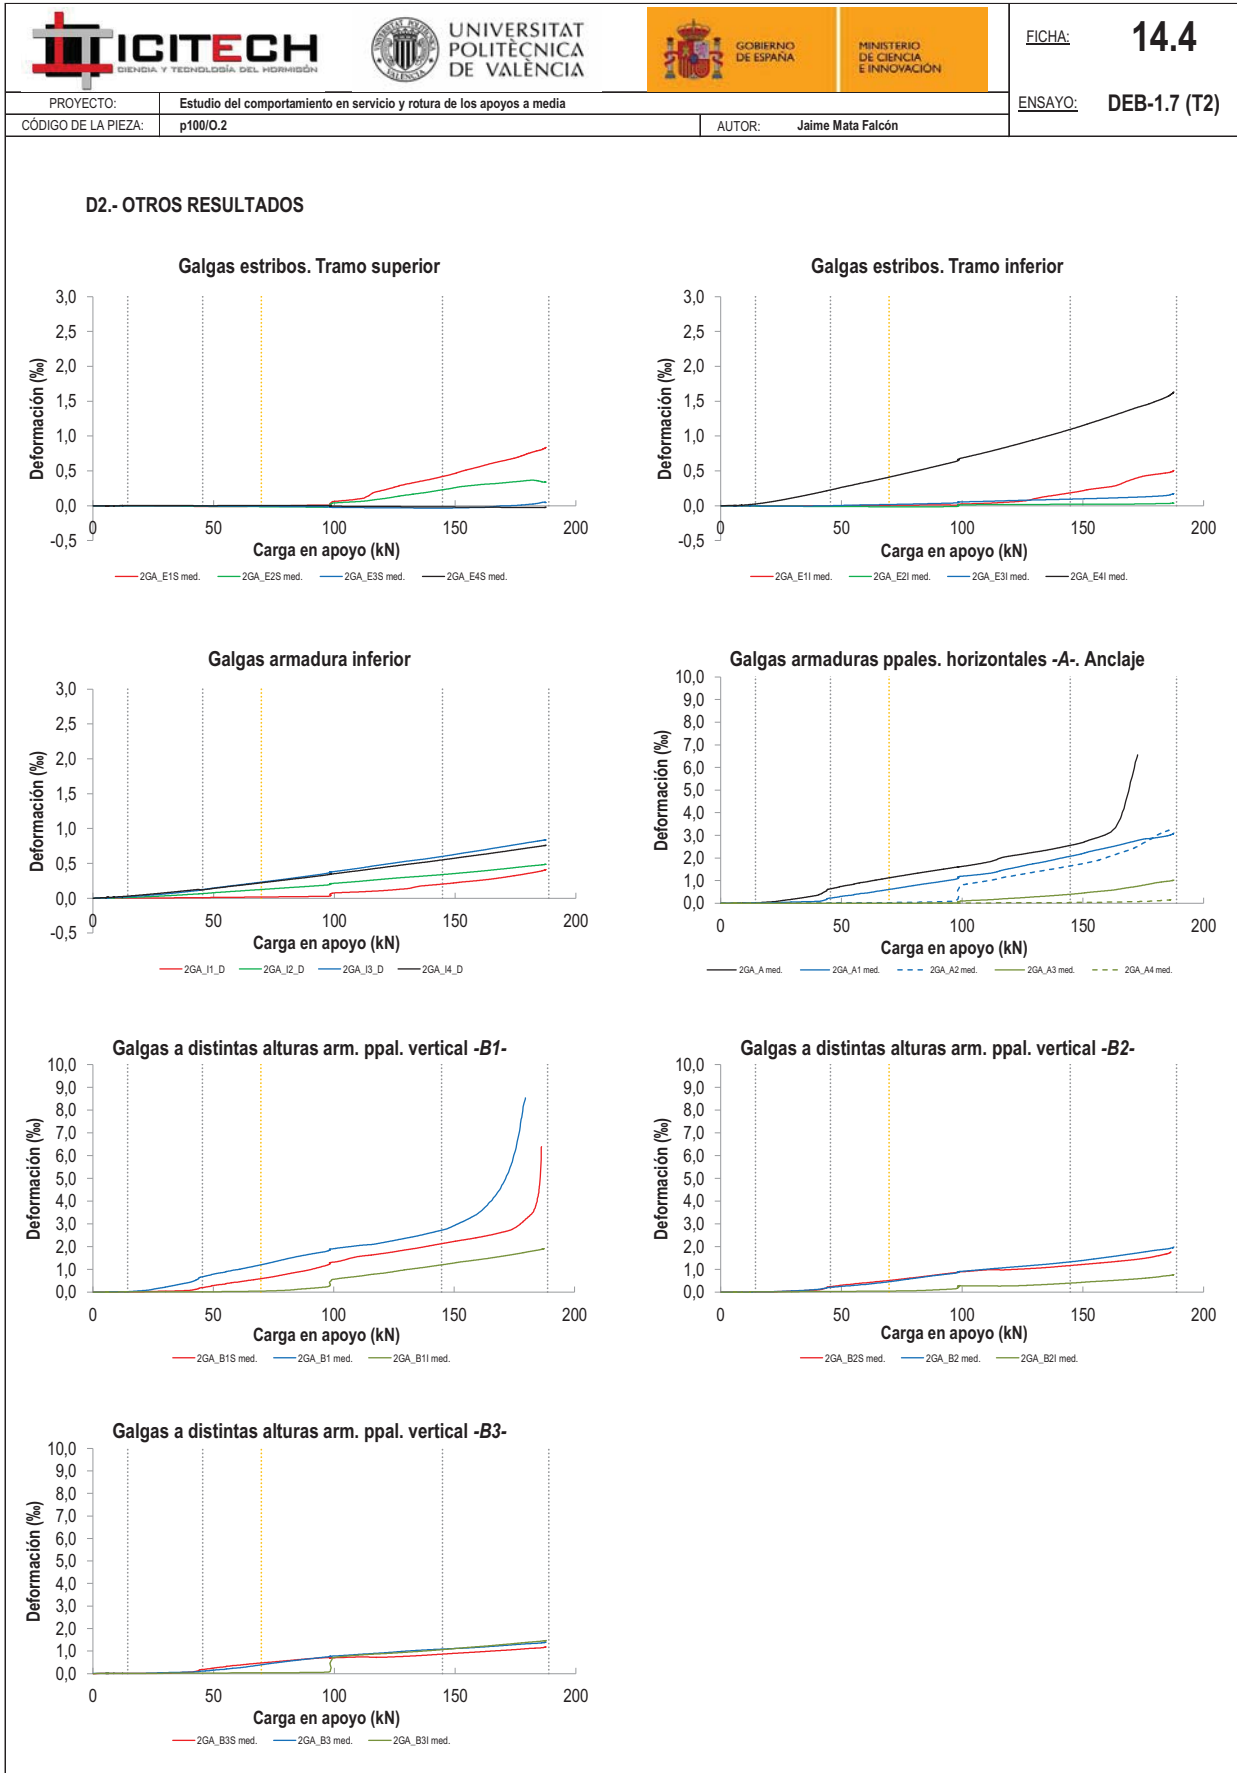 ICITECH
CIENCIA Y TECNOLOGÍA DEL HORMIGÓN
UNIVERSITAT
POLITÈCNICA
DE VALÈNCIA
GOBIERNO
DE ESPAÑA
MINISTERIO
DE CIENCIA
E INNOVACIÓN
FICHA: 14.4
PROYECTO: Estudio del comportamiento en servicio y rotura de los apoyos a media
ENSAYO: DEB-1.7 (T2)
CÓDIGO DE LA PIEZA: p100/O.2
AUTOR: Jaime Mata Falcón
D2.- OTROS RESULTADOS
Galgas estribos. Tramo superior
3,0
2,5
2,0
1,5
1,0
0,5
0,0
-0,5
Deformación (‰)
0 50 100 150 200
Carga en apoyo (kN)
2GA_E1S med. 2GA_E2S med. 2GA_E3S med. 2GA_E4S med.
Galgas estribos. Tramo inferior
3,0
2,5
2,0
1,5
1,0
0,5
0,0
-0,5
Deformación (‰)
0 50 100 150 200
Carga en apoyo (kN)
2GA_E1I med. 2GA_E2I med. 2GA_E3I med. 2GA_E4I med.
Galgas armadura inferior
3,0
2,5
2,0
1,5
1,0
0,5
0,0
-0,5
Deformación (‰)
0 50 100 150 200
Carga en apoyo (kN)
2GA_I1_D 2GA_I2_D 2GA_I3_D 2GA_I4_D
Galgas armaduras ppales. horizontales -A-. Anclaje
10,0
9,0
8,0
7,0
6,0
5,0
4,0
3,0
2,0
1,0
0,0
Deformación (‰)
0 50 100 150 200
Carga en apoyo (kN)
2GA_A med. 2GA_A1 med. 2GA_A2 med. 2GA_A3 med. 2GA_A4 med.
Galgas a distintas alturas arm. ppal. vertical -B1-
10,0
9,0
8,0
7,0
6,0
5,0
4,0
3,0
2,0
1,0
0,0
Deformación (‰)
0 50 100 150 200
Carga en apoyo (kN)
2GA_B1S med. 2GA_B1 med. 2GA_B1I med.
Galgas a distintas alturas arm. ppal. vertical -B2-
10,0
9,0
8,0
7,0
6,0
5,0
4,0
3,0
2,0
1,0
0,0
Deformación (‰)
0 50 100 150 200
Carga en apoyo (kN)
2GA_B2S med. 2GA_B2 med. 2GA_B2I med.
Galgas a distintas alturas arm. ppal. vertical -B3-
10,0
9,0
8,0
7,0
6,0
5,0
4,0
3,0
2,0
1,0
0,0
Deformación (‰)
0 50 100 150 200
Carga en apoyo (kN)
2GA_B3S med. 2GA_B3 med. 2GA_B3I med.